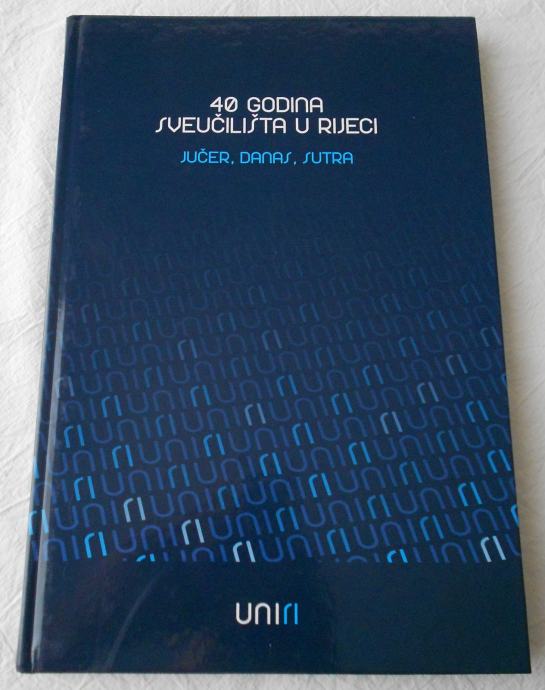 40 GODINA
SVEUČILIŠTA U RIJECI
JUČER, DANAS, SUTRA
UNIRI